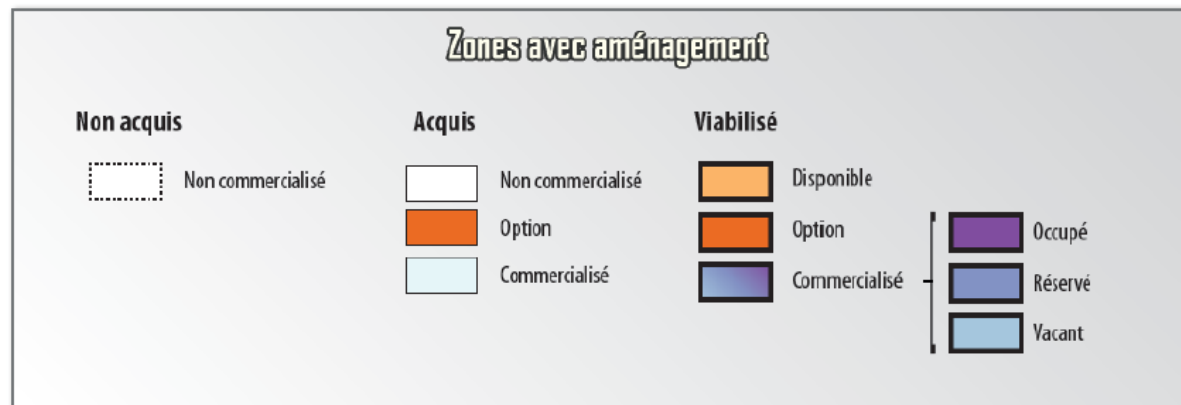 Zones avec aménagement
Non acquis
Non commercialisé
Acquis
Non commercialisé
Option
Commercialisé
Viabilisé
Disponible
Option
Commercialisé
Occupé
Réservé
Vacant